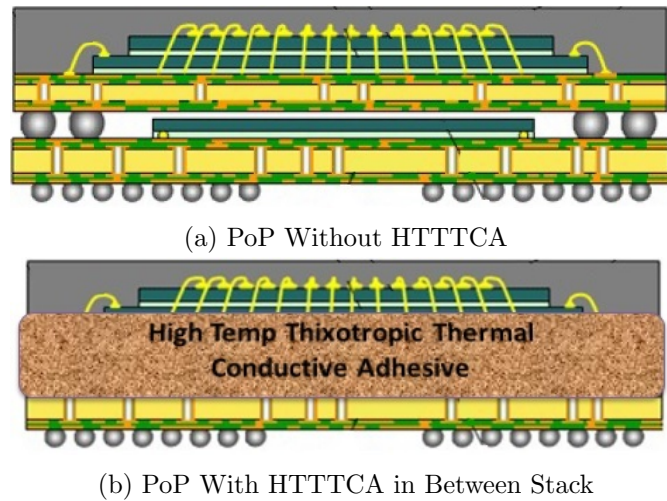 (a) PoP Without HTTTCA
High Temp Thixotropic Thermal
Conductive Adhesive
(b) PoP With HTTTCA in Between Stack